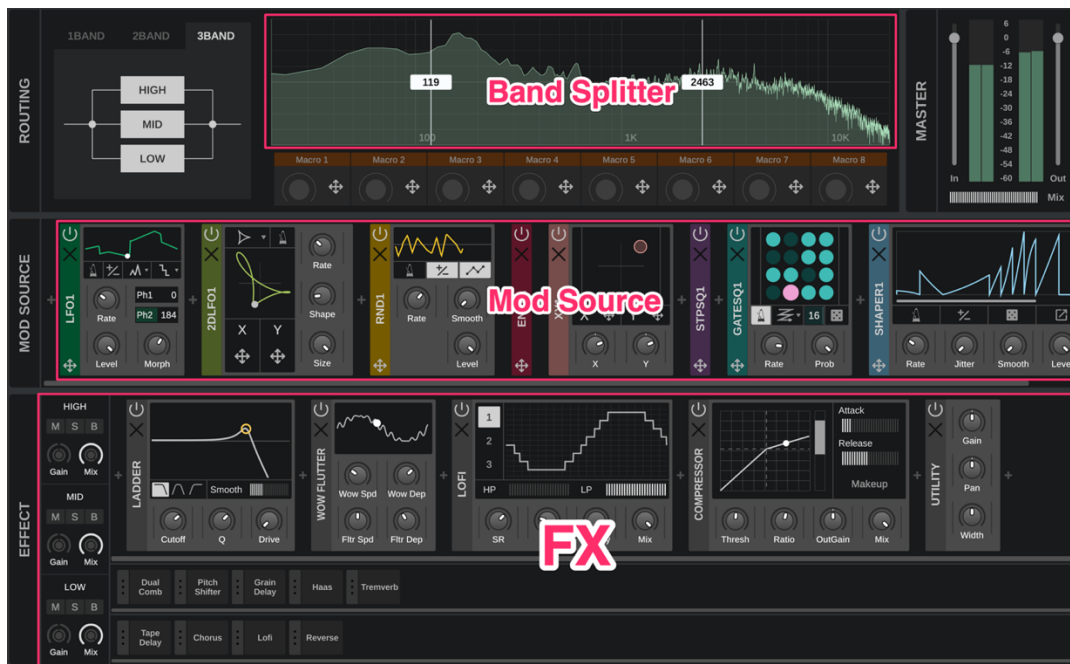 ROUTING
1BAND 2BAND 3BAND
HIGH
MID
LOW
119
2463
Band Splitter
100 1K 10K
Macro 1 Macro 2 Macro 3 Macro 4 Macro 5 Macro 6 Macro 7 Macro 8
MASTER
6
0
-6
-12
-18
-24
-30
-36
-42
-48
-54
-60
In Out
Mix
MOD SOURCE
LFO1
Rate
Ph1 0
Ph2 184
Level Morph
2DLFO1
X Y
Rate
Shape
Size
RND1
Rate Smooth
Level
Mod Source
X Y
X Y
STPSQ1
GATESQ1
16
Rate Prob
SHAPER1
Rate Jitter Smooth
EFFECT
HIGH
M S B
Gain Mix
MID
M S B
Gain Mix
LOW
M S B
Gain Mix
LADDER
Smooth
Cutoff Q Drive
WOW FLUTTER
Wow Spd Wow Dep
Fltr Spd Fltr Dep
LOFI
1
2
3
HP LP
SR
Mix
FX
COMPRESSOR
Attack
Release
Makeup
Thresh Ratio OutGain Mix
UTILITY
Gain
Pan
Width
Dual
Comb
Pitch
Shifter
Grain
Delay
Haas
Tremverb
Tape
Delay
Chorus
Lofi
Reverse